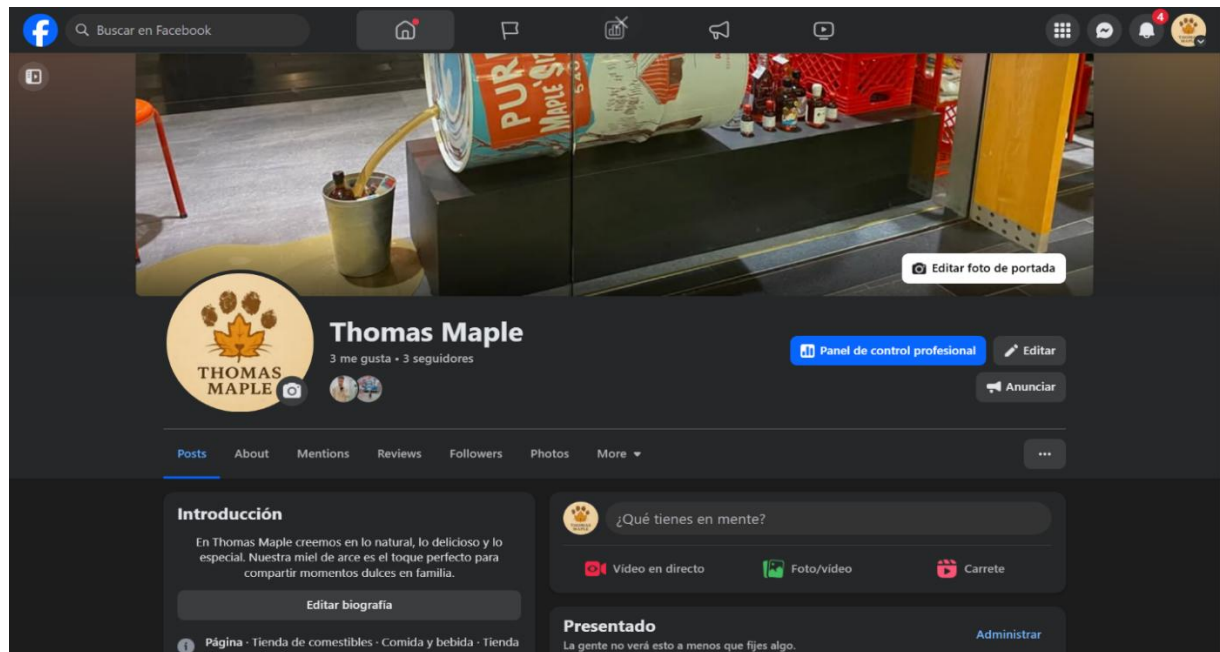 Buscar en Facebook
4
PURE
MAPLE
Editar foto de portada
THOMAS
MAPLE
Thomas Maple
3 me gusta • 3 seguidores
Panel de control profesional
Editar
Anunciar
Posts About Mentions Reviews Followers Photos More
Introducción
En Thomas Maple creemos en lo natural, lo delicioso y lo
especial. Nuestra miel de arce es el toque perfecto para
compartir momentos dulces en familia.
Editar biografía
Página · Tienda de comestibles · Comida y bebida · Tienda
¿Qué tienes en mente?
Vídeo en directo Foto/vídeo Carrete
Presentado
Administrar
La gente no verá esto a menos que fijes algo.